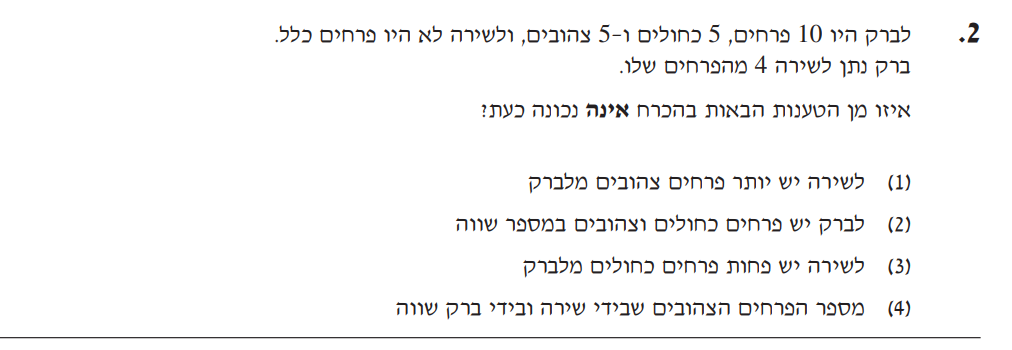 2. לברק היו 10 פרחים, 5 כחולים ו-5 צהובים, ולשירה לא היו פרחים כלל.
ברק נתן לשירה 4 מהפרחים שלו.
איזו מן הטענות הבאות בהכרח אינה נכונה כעת?
(1) לשירה יש יותר פרחים צהובים מלברק
(2) לברק יש פרחים כחולים וצהובים במספר שווה
(3) לשירה יש פחות פרחים כחולים מלברק
(4) מספר הפרחים הצהובים שבידי שירה ובידי ברק שווה